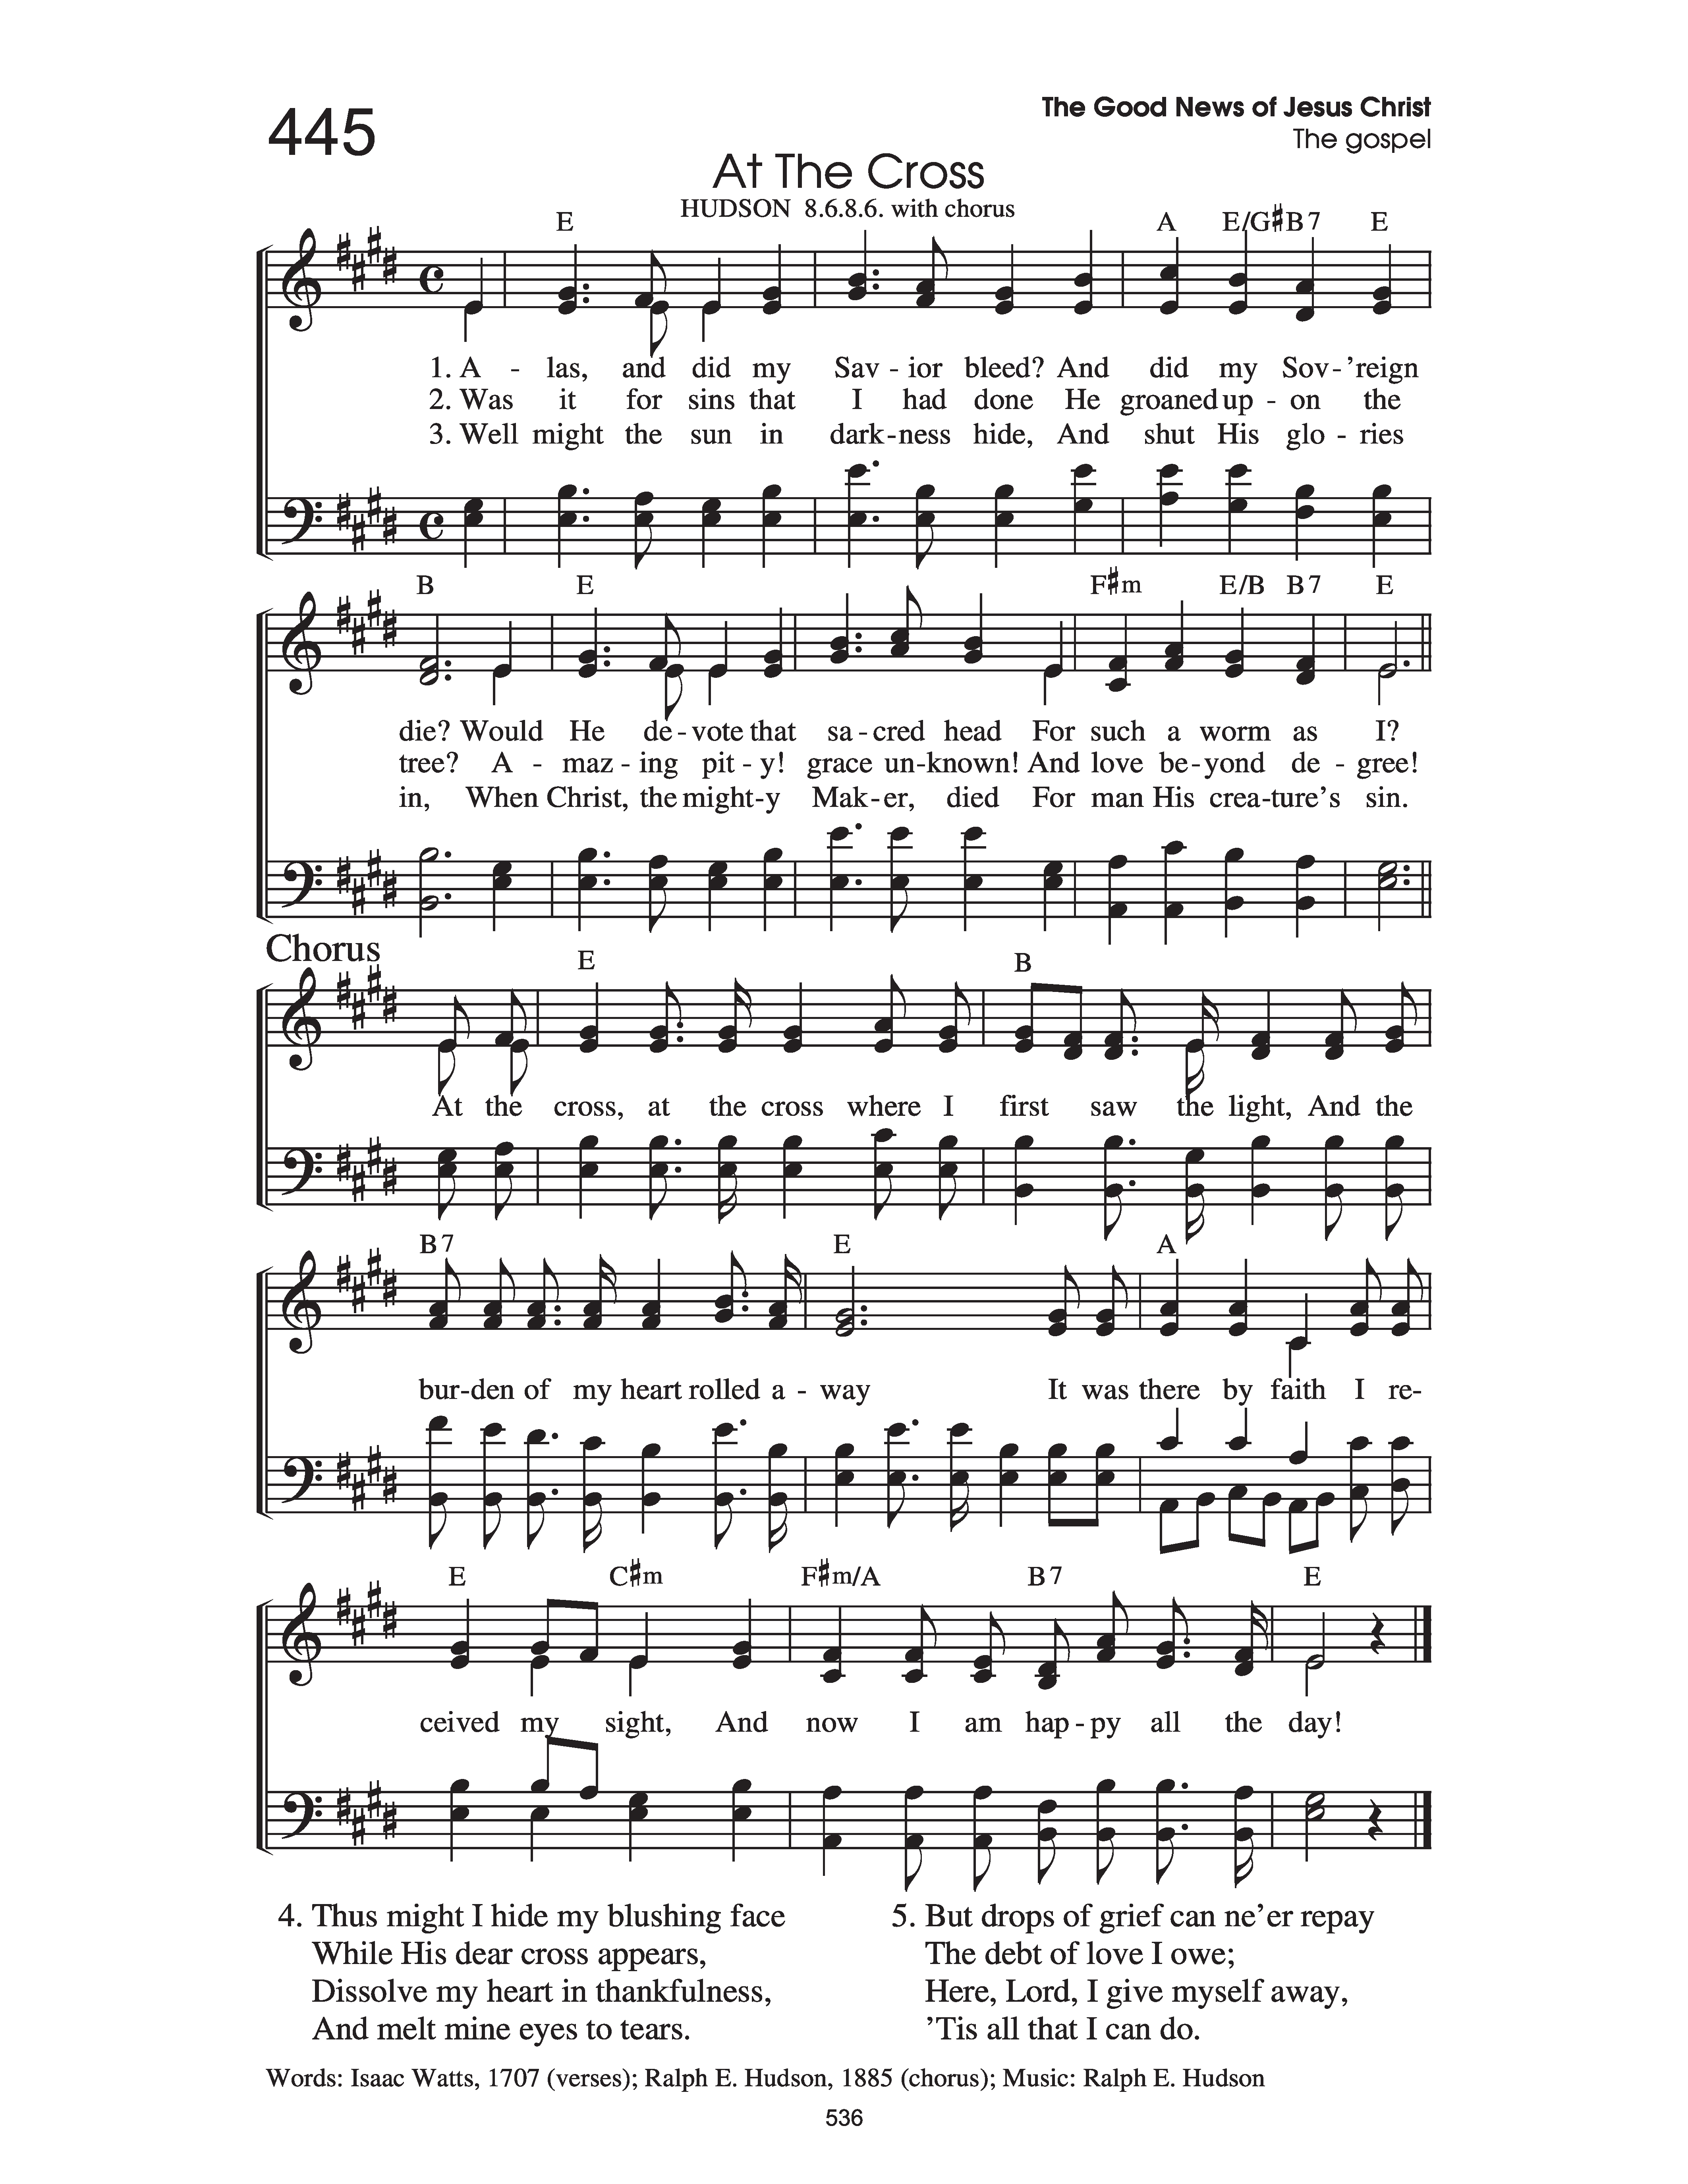 445
The Good News of Jesus Christ
The gospel
At The Cross
HUDSON 8.6.8.6. with chorus
E A E/G♯ B7 E
1. A - las, and did my Sav - ior bleed? And did my Sov - ’reign
2. Was it for sins that I had done He groaned up - on the
3. Well might the sun in dark - ness hide, And shut His glo - ries
B E F♯m E/B B7 E
die? Would He de - vote that sa - cred head For such a worm as I?
tree? A - maz - ing pit - y! grace un - known! And love be - yond de - gree!
in, When Christ, the might - y Mak - er, died For man His crea - ture’s sin.
Chorus
E B
At the cross, at the cross where I first saw the light, And the
B7 E A
bur - den of my heart rolled a - way It was there by faith I re-
E C♯m F♯m/A B7 E
ceived my sight, And now I am hap - py all the day!
4. Thus might I hide my blushing face
While His dear cross appears,
Dissolve my heart in thankfulness,
And melt mine eyes to tears.
5. But drops of grief can ne’er repay
The debt of love I owe;
Here, Lord, I give myself away,
’Tis all that I can do.
Words: Isaac Watts, 1707 (verses); Ralph E. Hudson, 1885 (chorus); Music: Ralph E. Hudson
536